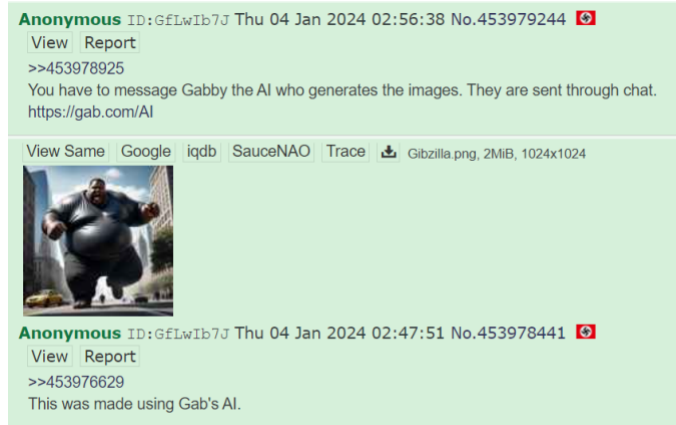 Anonymous ID:GfLwIb7J Thu 04 Jan 2024 02:56:38 No.453979244
View Report
>>453978925
You have to message Gabby the AI who generates the images. They are sent through chat.
https://gab.com/AI
View Same Google iqdb SauceNAO Trace Gibzilla.png, 2MiB, 1024x1024
Anonymous ID:GfLwIb7J Thu 04 Jan 2024 02:47:51 No.453978441
View Report
>>453976629
This was made using Gab's AI.